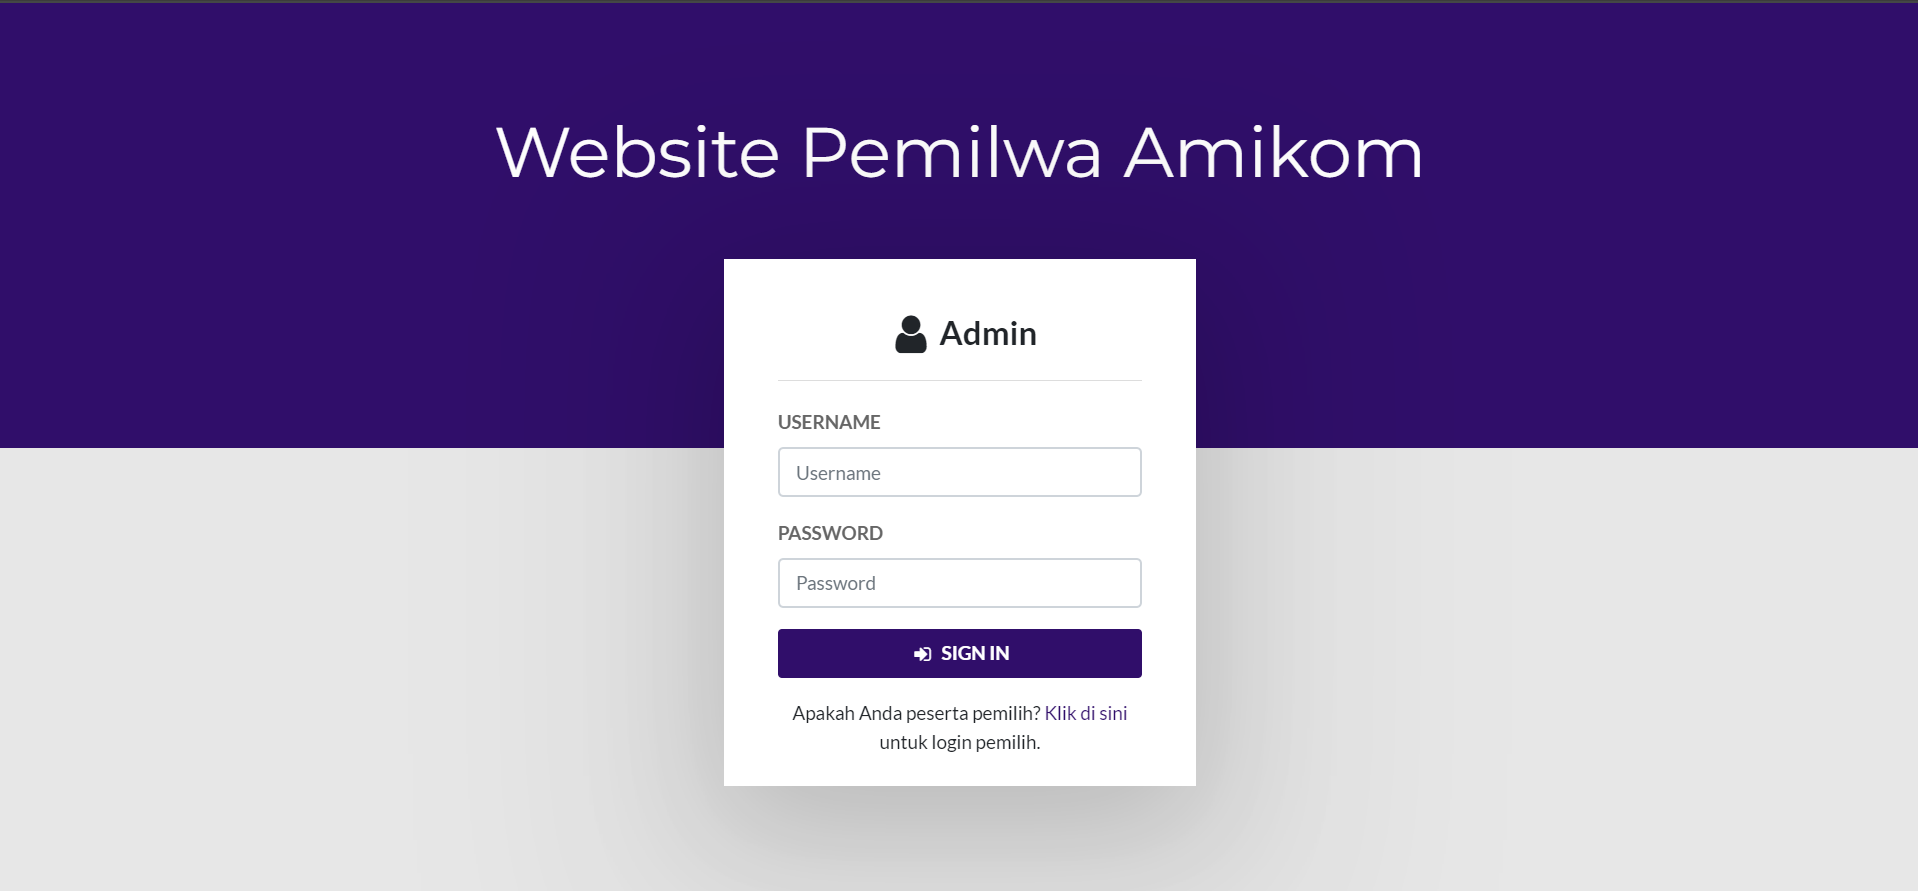 Website Pemilwa Amikom
Admin
USERNAME
Username
PASSWORD
Password
SIGN IN
Apakah Anda peserta pemilih? Klik di sini
untuk login pemilih.